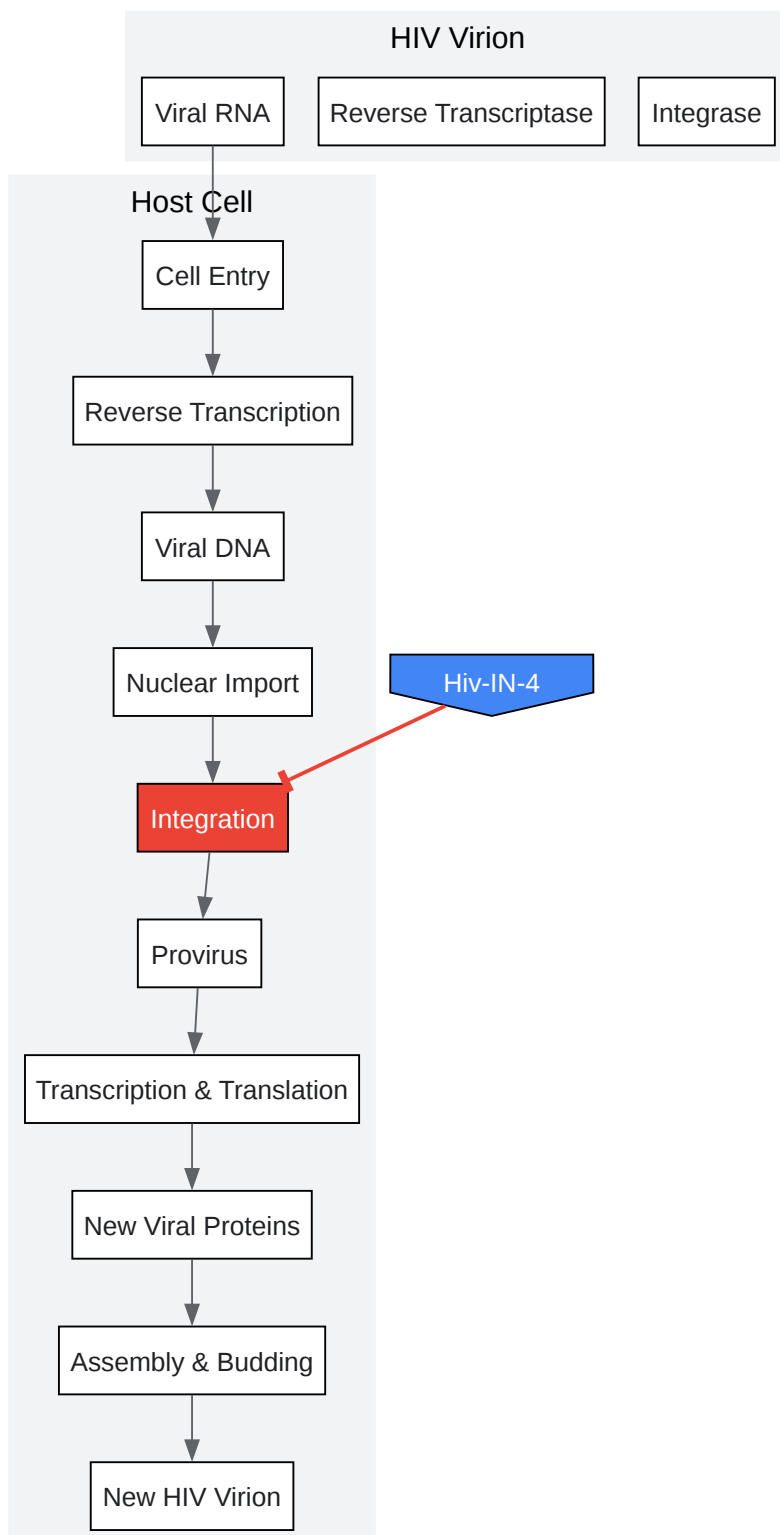 HIV Virion
Viral RNA
Reverse Transcriptase
Integrase
Host Cell
Cell Entry
Reverse Transcription
Viral DNA
Nuclear Import
Hiv-IN-4
Integration
Provirus
Transcription & Translation
New Viral Proteins
Assembly & Budding
New HIV Virion